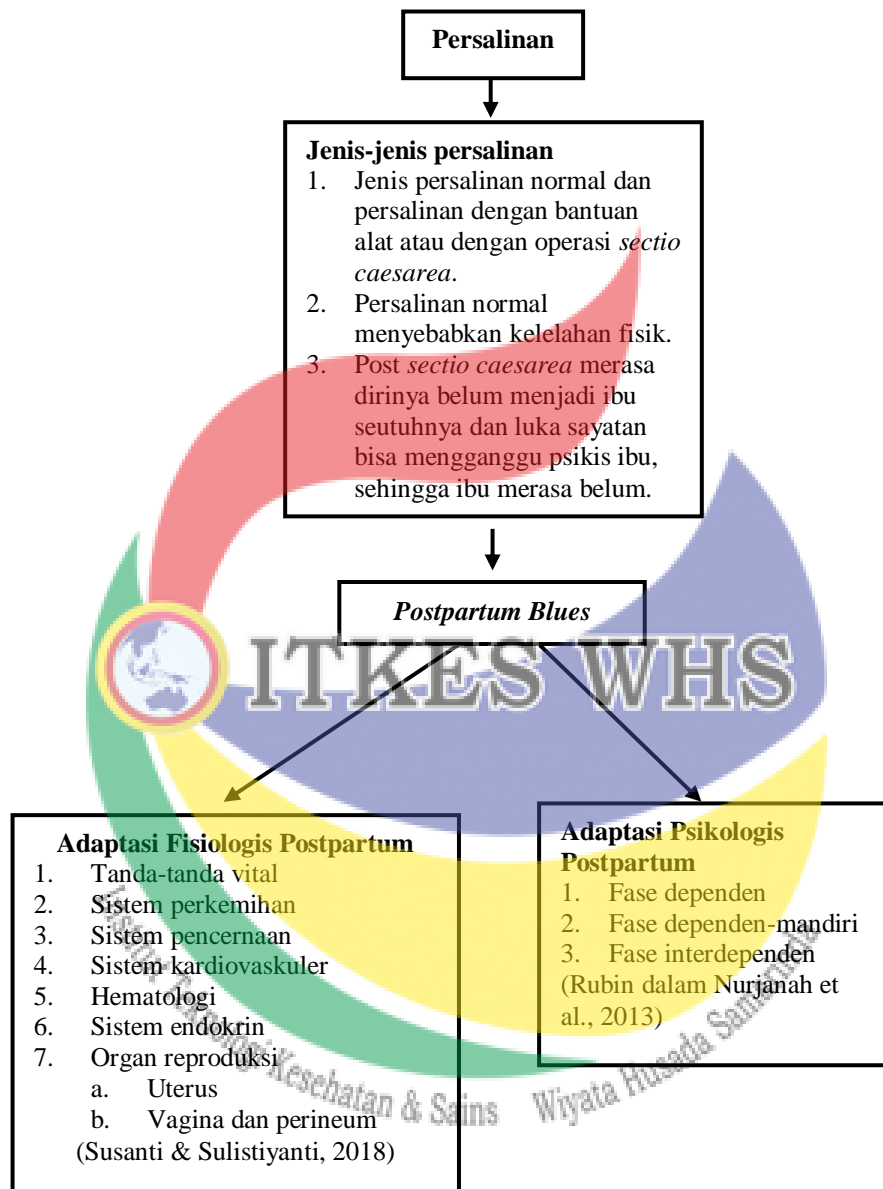 Persalinan
Jenis-jenis persalinan
1. Jenis persalinan normal dan
persalinan dengan bantuan
alat atau dengan operasi sectio
caesarea.
2. Persalinan normal
menyebabkan kelelahan fisik.
3. Post sectio caesarea merasa
dirinya belum menjadi ibu
seutuhnya dan luka sayatan
bisa mengganggu psikis ibu,
sehingga ibu merasa belum.
Postpartum Blues
ITKES WHS
Adaptasi Fisiologis Postpartum
1. Tanda-tanda vital
2. Sistem perkemihan
3. Sistem pencernaan
4. Sistem kardiovaskuler
5. Hematologi
6. Sistem endokrin
7. Organ reproduksi
a. Uterus
b. Vagina dan perineum
(Susanti & Sulistiyanti, 2018)
Adaptasi Psikologis
Postpartum
1. Fase dependen
2. Fase dependen-mandiri
3. Fase interdependen
(Rubin dalam Nurjanah et
al., 2013)
Institut Teknologi Kesehatan & Sains Wiyata Husada Samarinda